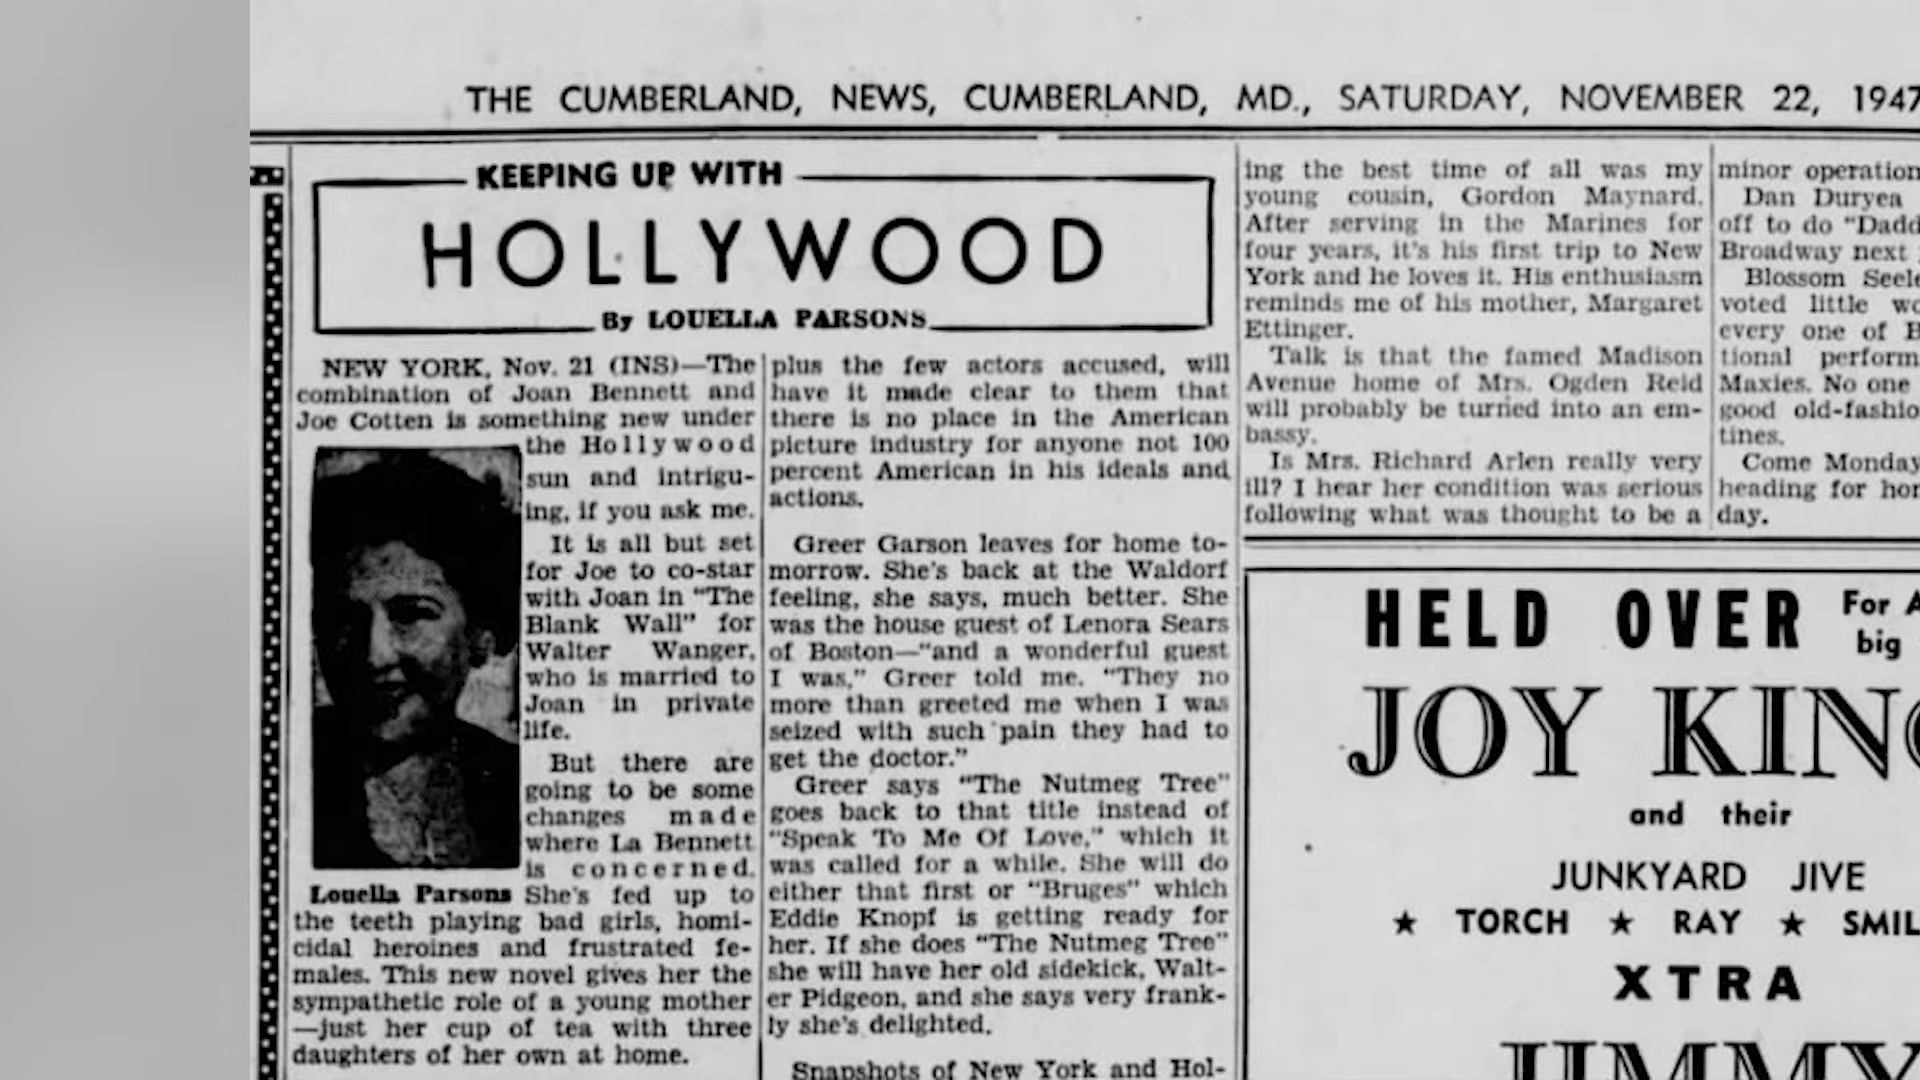 THE CUMBERLAND, NEWS, CUMBERLAND, MD., SATURDAY, NOVEMBER 22, 1947
KEEPING UP WITH
HOLLYWOOD
By LOUELLA PARSONS
NEW YORK, Nov. 21 (INS)—The
combination of Joan Bennett and
Joe Cotten is something new under
the Hollywood
sun and intrigu-
ing, if you ask me.
It is all but set
for Joe to co-star
with Joan in "The
Blank Wall" for
Walter Wanger,
who is married to
Joan in private
life.
But there are
going to be some
changes made
where La Bennett
is concerned.
Louella Parsons
She's fed up to
the teeth playing bad girls, homi-
cidal heroines and frustrated fe-
males. This new novel gives her the
sympathetic role of a young mother
—just her cup of tea with three
daughters of her own at home.
plus the few actors accused, will
have it made clear to them that
there is no place in the American
picture industry for anyone not 100
percent American in his ideals and
actions.
Greer Garson leaves for home to-
morrow. She's back at the Waldorf
feeling, she says, much better. She
was the house guest of Lenora Sears
of Boston—"and a wonderful guest
I was," Greer told me. "They no
more than greeted me when I was
seized with such pain they had to
get the doctor."
Greer says "The Nutmeg Tree"
goes back to that title instead of
"Speak To Me Of Love," which it
was called for a while. She will do
either that first or "Bruges" which
Eddie Knopf is getting ready for
her. If she does "The Nutmeg Tree"
she will have her old sidekick, Walt-
er Pidgeon, and she says very frank-
ly she's delighted.
Snapshots of New York and Hol-
ing the best time of all was my
young cousin, Gordon Maynard.
After serving in the Marines for
four years, it's his first trip to New
York and he loves it. His enthusiasm
reminds me of his mother, Margaret
Ettinger.
Talk is that the famed Madison
Avenue home of Mrs. Ogden Reid
will probably be turned into an em-
bassy.
Is Mrs. Richard Arlen really very
ill? I hear her condition was serious
following what was thought to be a
minor operation
Dan Duryea
off to do "Dadd
Broadway next
Blossom Seele
voted little wo
every one of B
tional perform
Maxies. No one
good old-fashio
tines.
Come Monday
heading for hon
day.
HELD OVER
For A
big
JOY KING
and their
JUNKYARD JIVE
★ TORCH ★ RAY ★ SMIL
XTRA
JIMMY